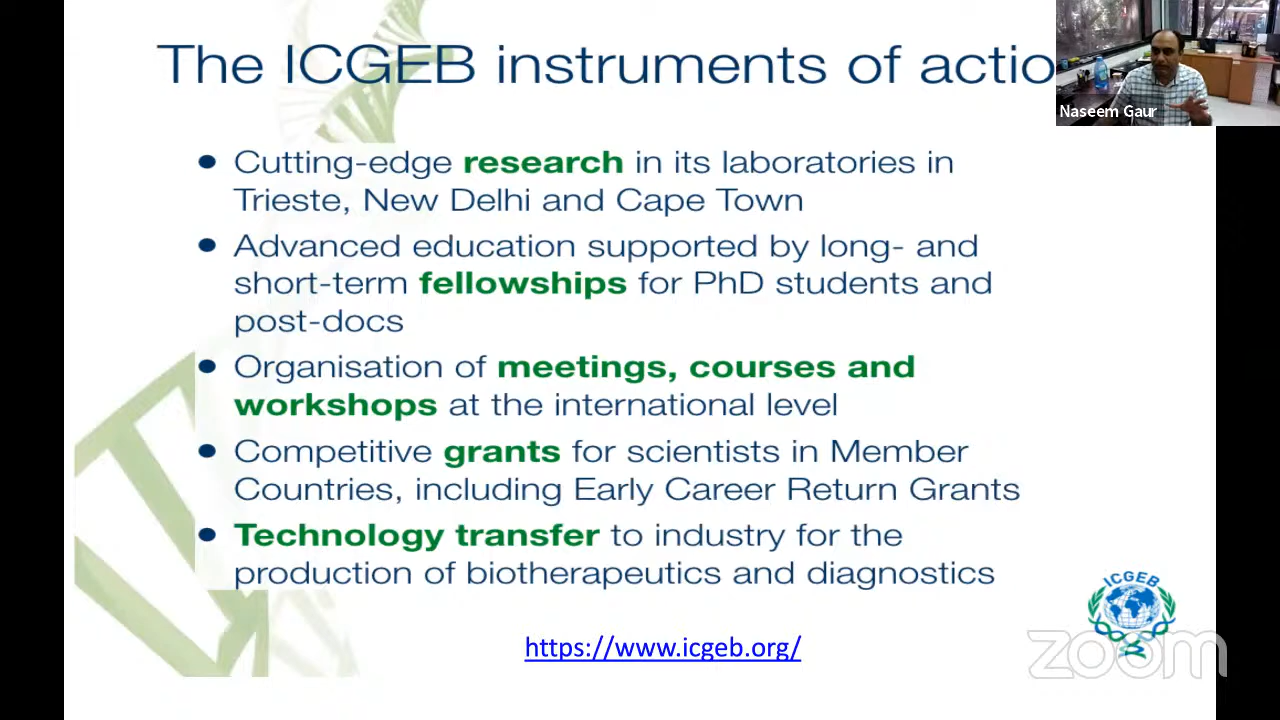 The ICGEB instruments of actio
Naseem Gaur
• Cutting-edge research in its laboratories in
Trieste, New Delhi and Cape Town
• Advanced education supported by long- and
short-term fellowships for PhD students and
post-docs
• Organisation of meetings, courses and
workshops at the international level
• Competitive grants for scientists in Member
Countries, including Early Career Return Grants
• Technology transfer to industry for the
production of biotherapeutics and diagnostics
ICGEB
https://www.icgeb.org/
zoom